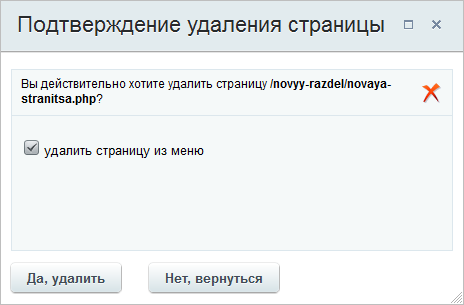 Подтверждение удаления страницы
Вы действительно хотите удалить страницу /novyy-razdel/novaya-
stranitsa.php?
удалить страницу из меню
Да, удалить
Нет, вернуться